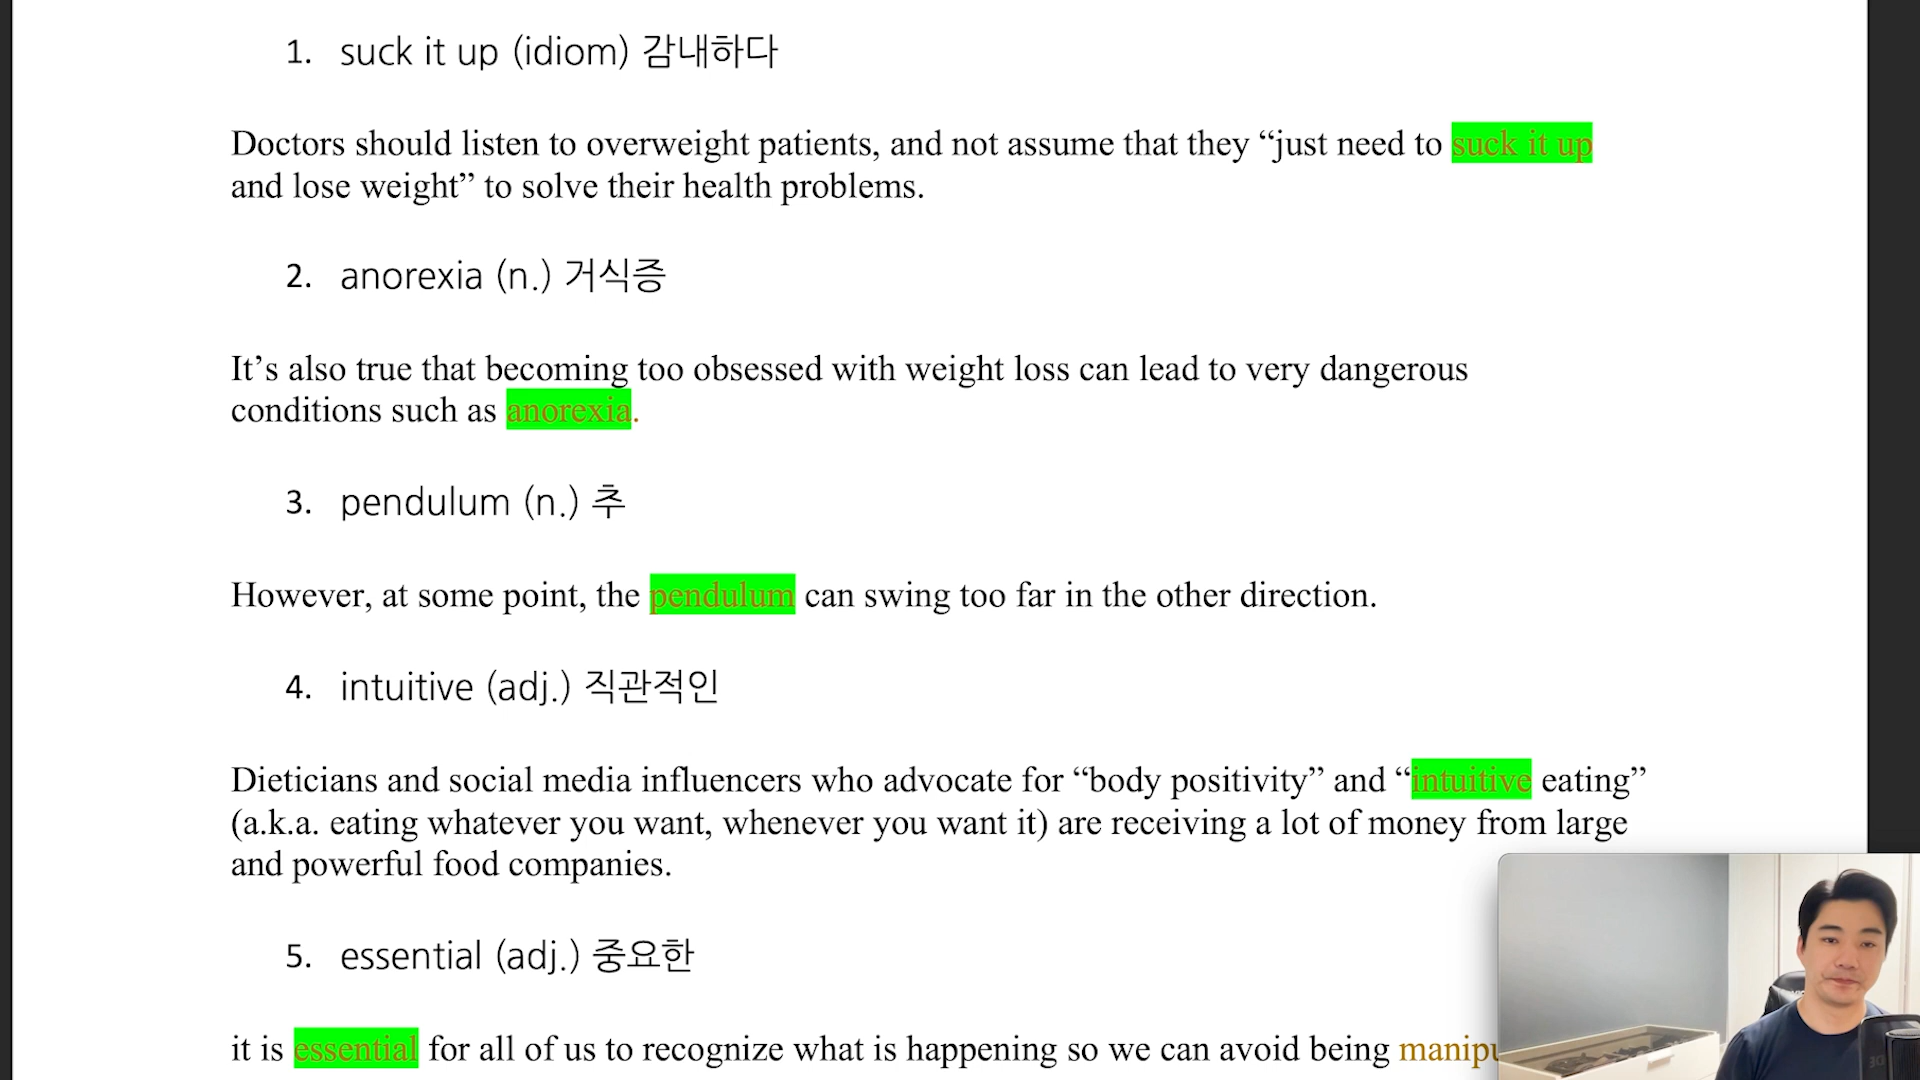 1. suck it up (idiom) 감내하다
Doctors should listen to overweight patients, and not assume that they “just need to suck it up
and lose weight” to solve their health problems.
2. anorexia (n.) 거식증
It’s also true that becoming too obsessed with weight loss can lead to very dangerous
conditions such as anorexia.
3. pendulum (n.) 추
However, at some point, the pendulum can swing too far in the other direction.
4. intuitive (adj.) 직관적인
Dieticians and social media influencers who advocate for “body positivity” and “intuitive eating”
(a.k.a. eating whatever you want, whenever you want it) are receiving a lot of money from large
and powerful food companies.
5. essential (adj.) 중요한
it is essential for all of us to recognize what is happening so we can avoid being